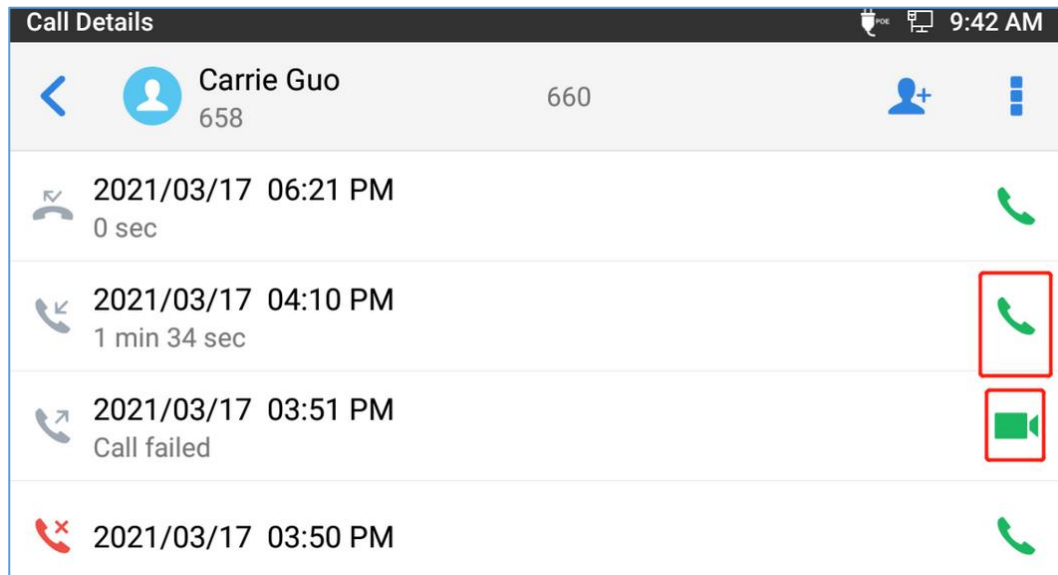 Call Details POE 9:42 AM
Carrie Guo
658 660
2021/03/17 06:21 PM
0 sec
2021/03/17 04:10 PM
1 min 34 sec
2021/03/17 03:51 PM
Call failed
2021/03/17 03:50 PM